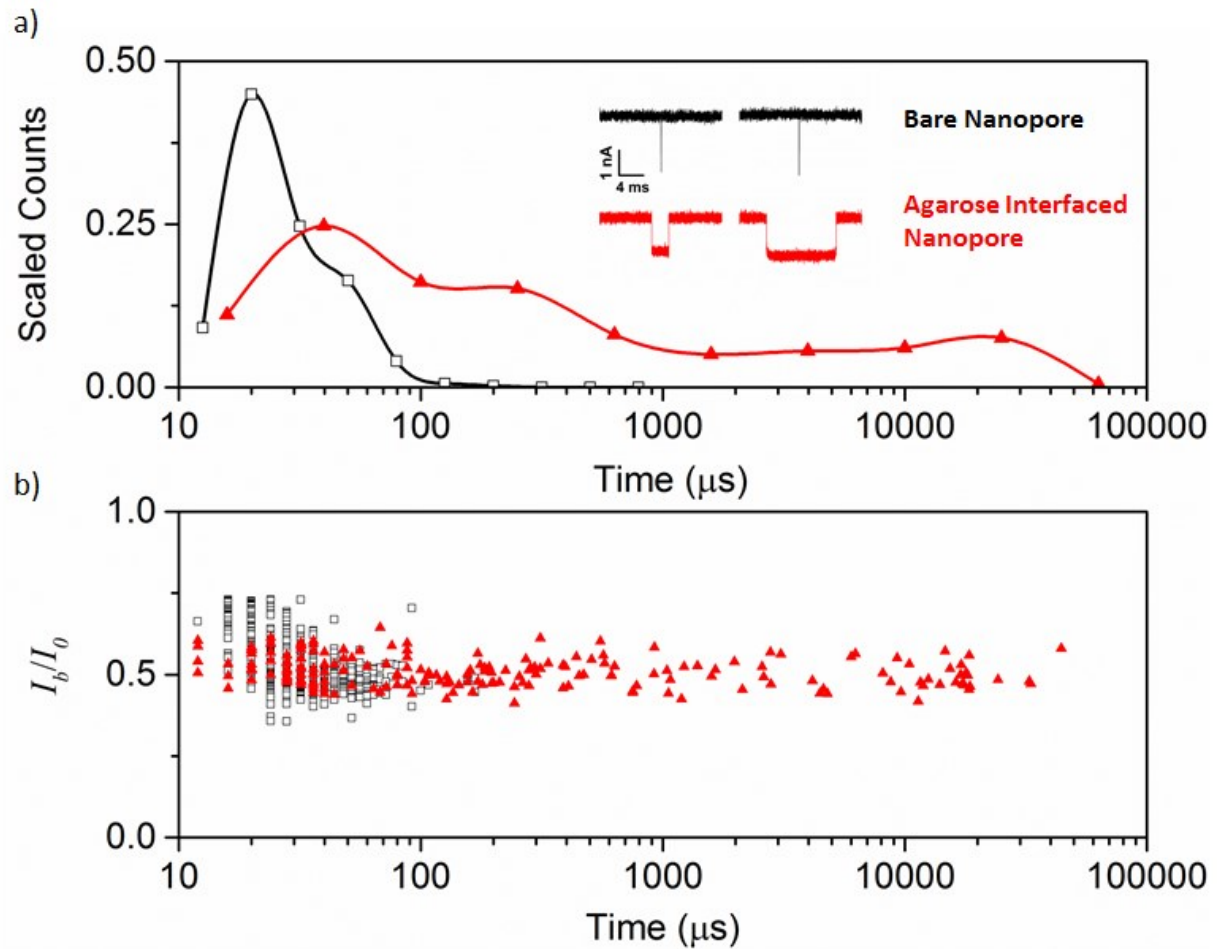 a)
0.50
0.25
0.00
Scaled Counts
1 nA
4 ms
Bare Nanopore
Agarose Interfaced
Nanopore
10 100 1000 10000 100000
Time (μs)
b)
1.0
0.5
0.0
I_b/I_0
10 100 1000 10000 100000
Time (μs)